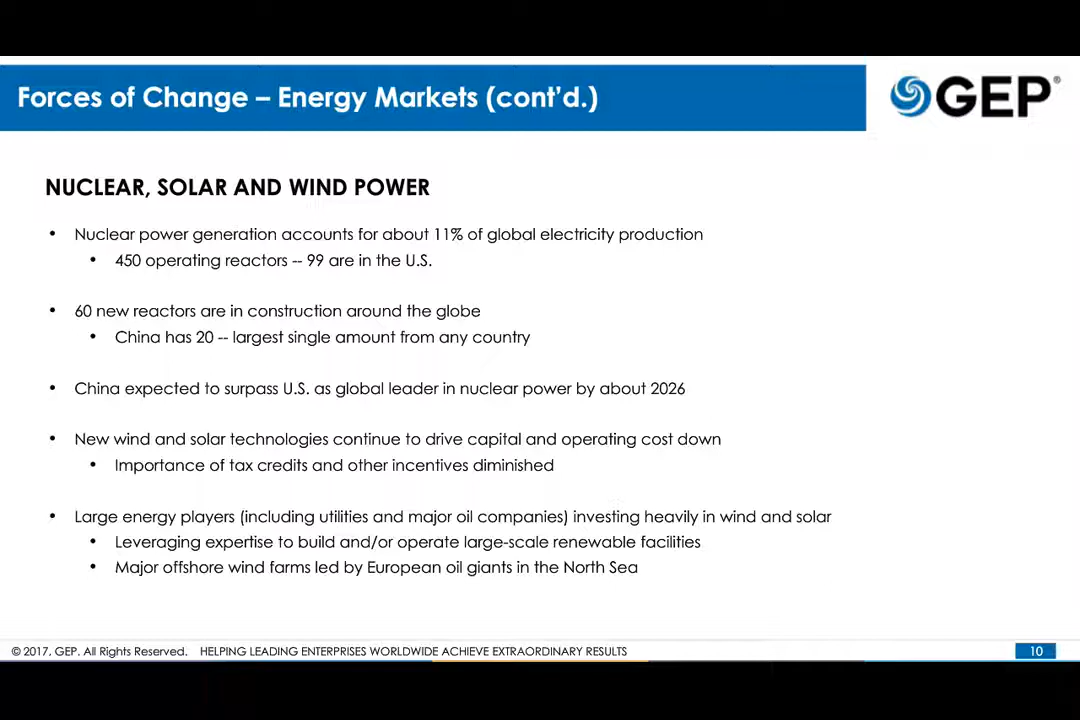 Forces of Change – Energy Markets (cont'd.)
GEP®
NUCLEAR, SOLAR AND WIND POWER
• Nuclear power generation accounts for about 11% of global electricity production
• 450 operating reactors -- 99 are in the U.S.
• 60 new reactors are in construction around the globe
• China has 20 -- largest single amount from any country
• China expected to surpass U.S. as global leader in nuclear power by about 2026
• New wind and solar technologies continue to drive capital and operating cost down
• Importance of tax credits and other incentives diminished
• Large energy players (including utilities and major oil companies) investing heavily in wind and solar
• Leveraging expertise to build and/or operate large-scale renewable facilities
• Major offshore wind farms led by European oil giants in the North Sea
© 2017, GEP. All Rights Reserved. HELPING LEADING ENTERPRISES WORLDWIDE ACHIEVE EXTRAORDINARY RESULTS
10